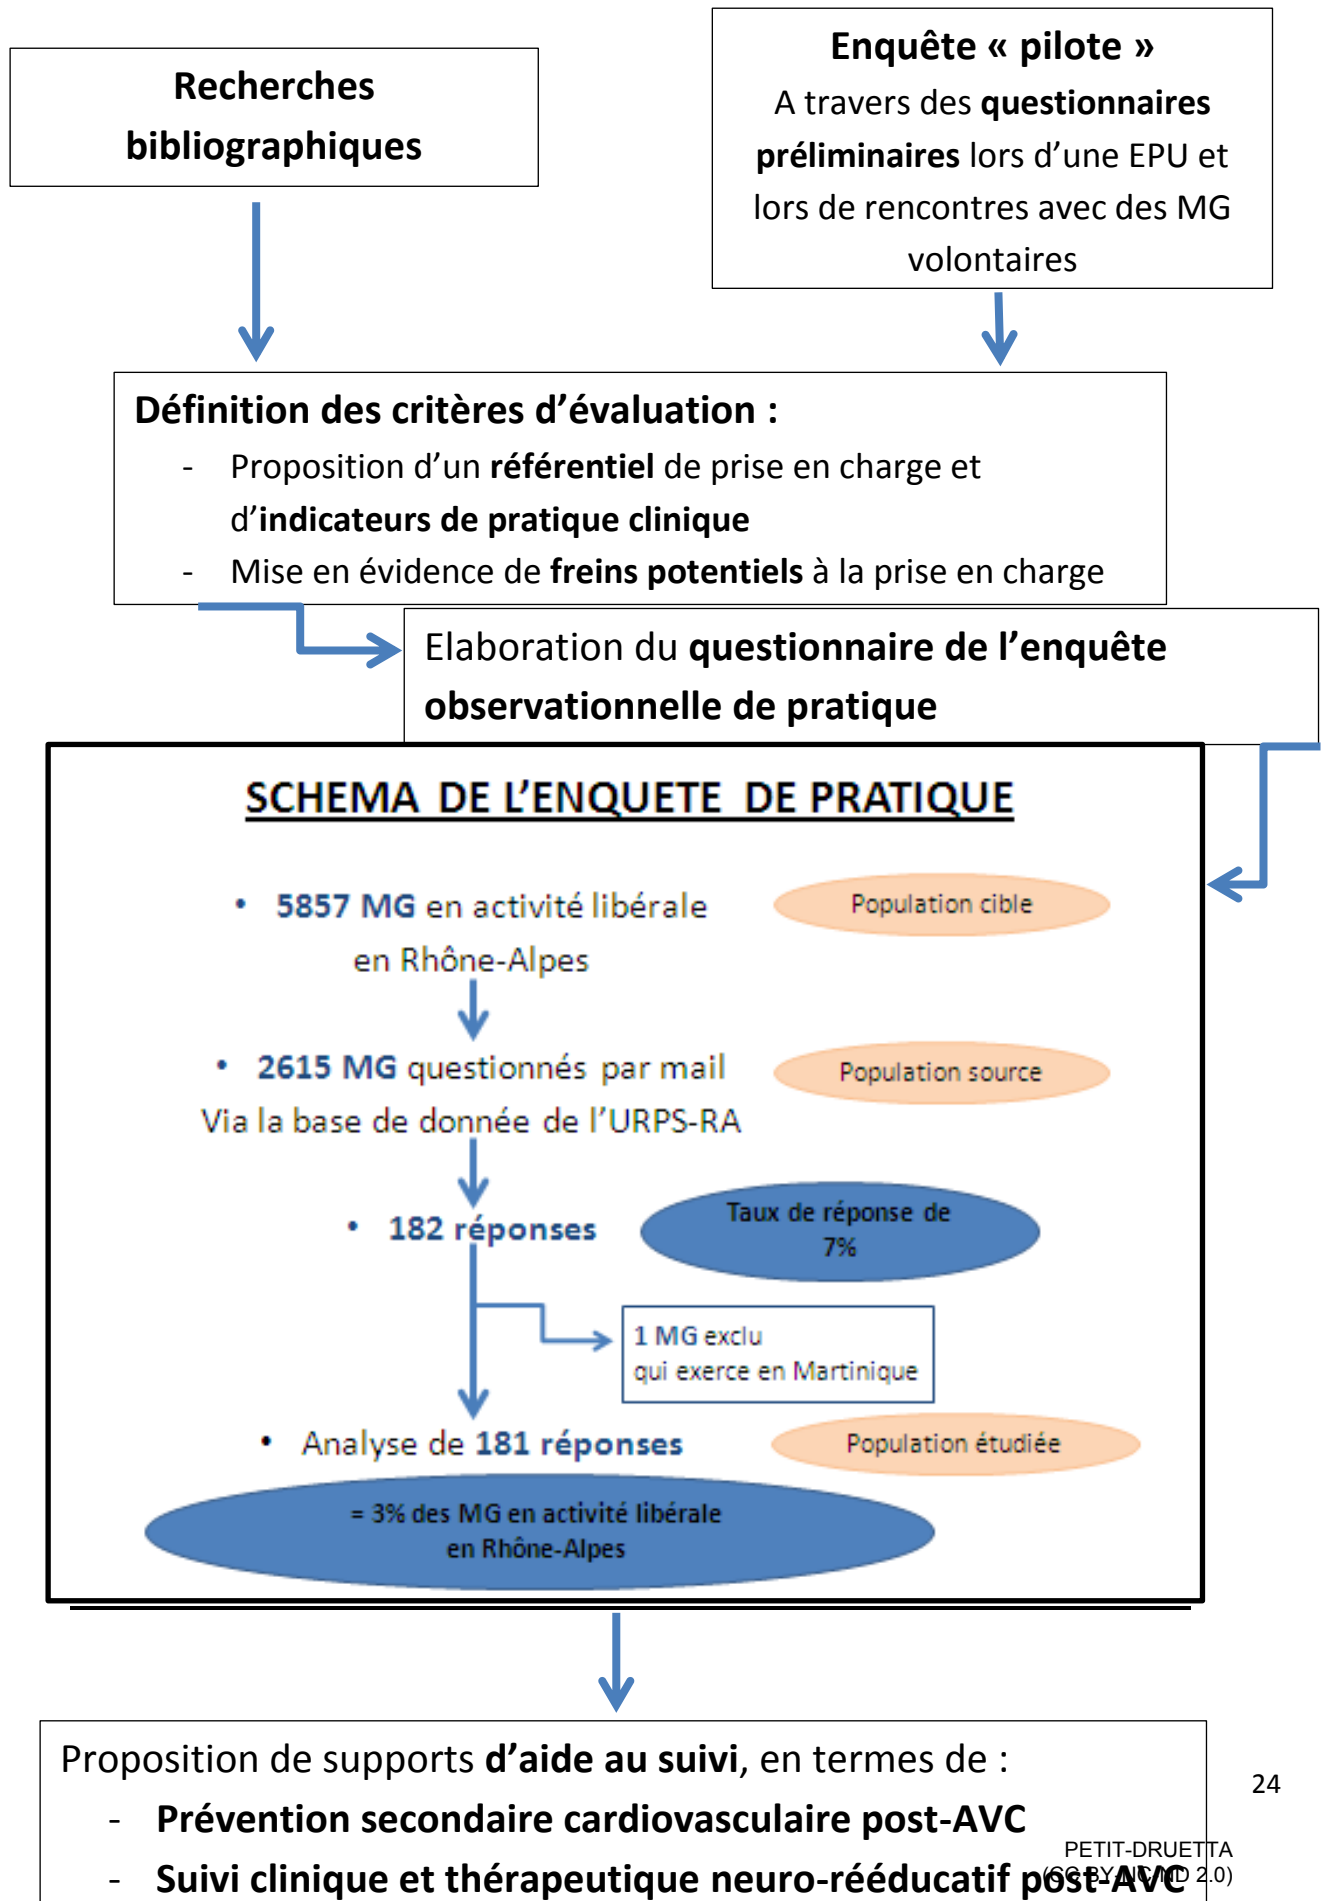 Recherches
bibliographiques
Enquête « pilote »
A travers des questionnaires
préliminaires lors d’une EPU et
lors de rencontres avec des MG
volontaires
Définition des critères d’évaluation :
- Proposition d’un référentiel de prise en charge et
d’indicateurs de pratique clinique
- Mise en évidence de freins potentiels à la prise en charge
Elaboration du questionnaire de l’enquête
observationnelle de pratique
SCHEMA DE L’ENQUETE DE PRATIQUE
• 5857 MG en activité libérale
en Rhône-Alpes
Population cible
• 2615 MG questionnés par mail
Via la base de donnée de l’URPS-RA
Population source
• 182 réponses
Taux de réponse de
7%
1 MG exclu
qui exerce en Martinique
• Analyse de 181 réponses
Population étudiée
= 3% des MG en activité libérale
en Rhône-Alpes
Proposition de supports d’aide au suivi, en termes de :
- Prévention secondaire cardiovasculaire post-AVC
- Suivi clinique et thérapeutique neuro-rééducatif post-AVC
24
PETIT-DRUETTA
(CC BY-NC-ND 2.0)